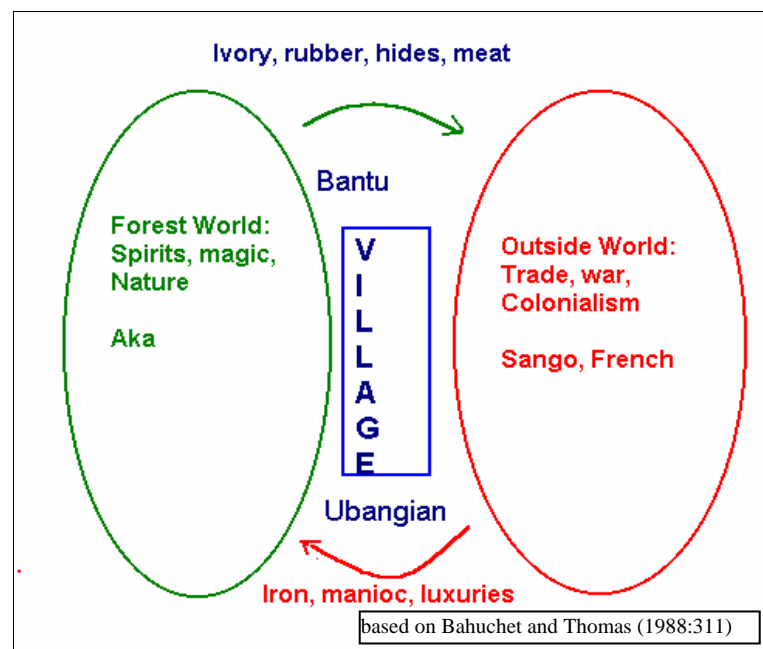 Ivory, rubber, hides, meat
Bantu
Forest World:
Spirits, magic,
Nature
Aka
V
I
L
L
A
G
E
Outside World:
Trade, war,
Colonialism
Sango, French
Ubangian
Iron, manioc, luxuries
based on Bahuchet and Thomas (1988:311)